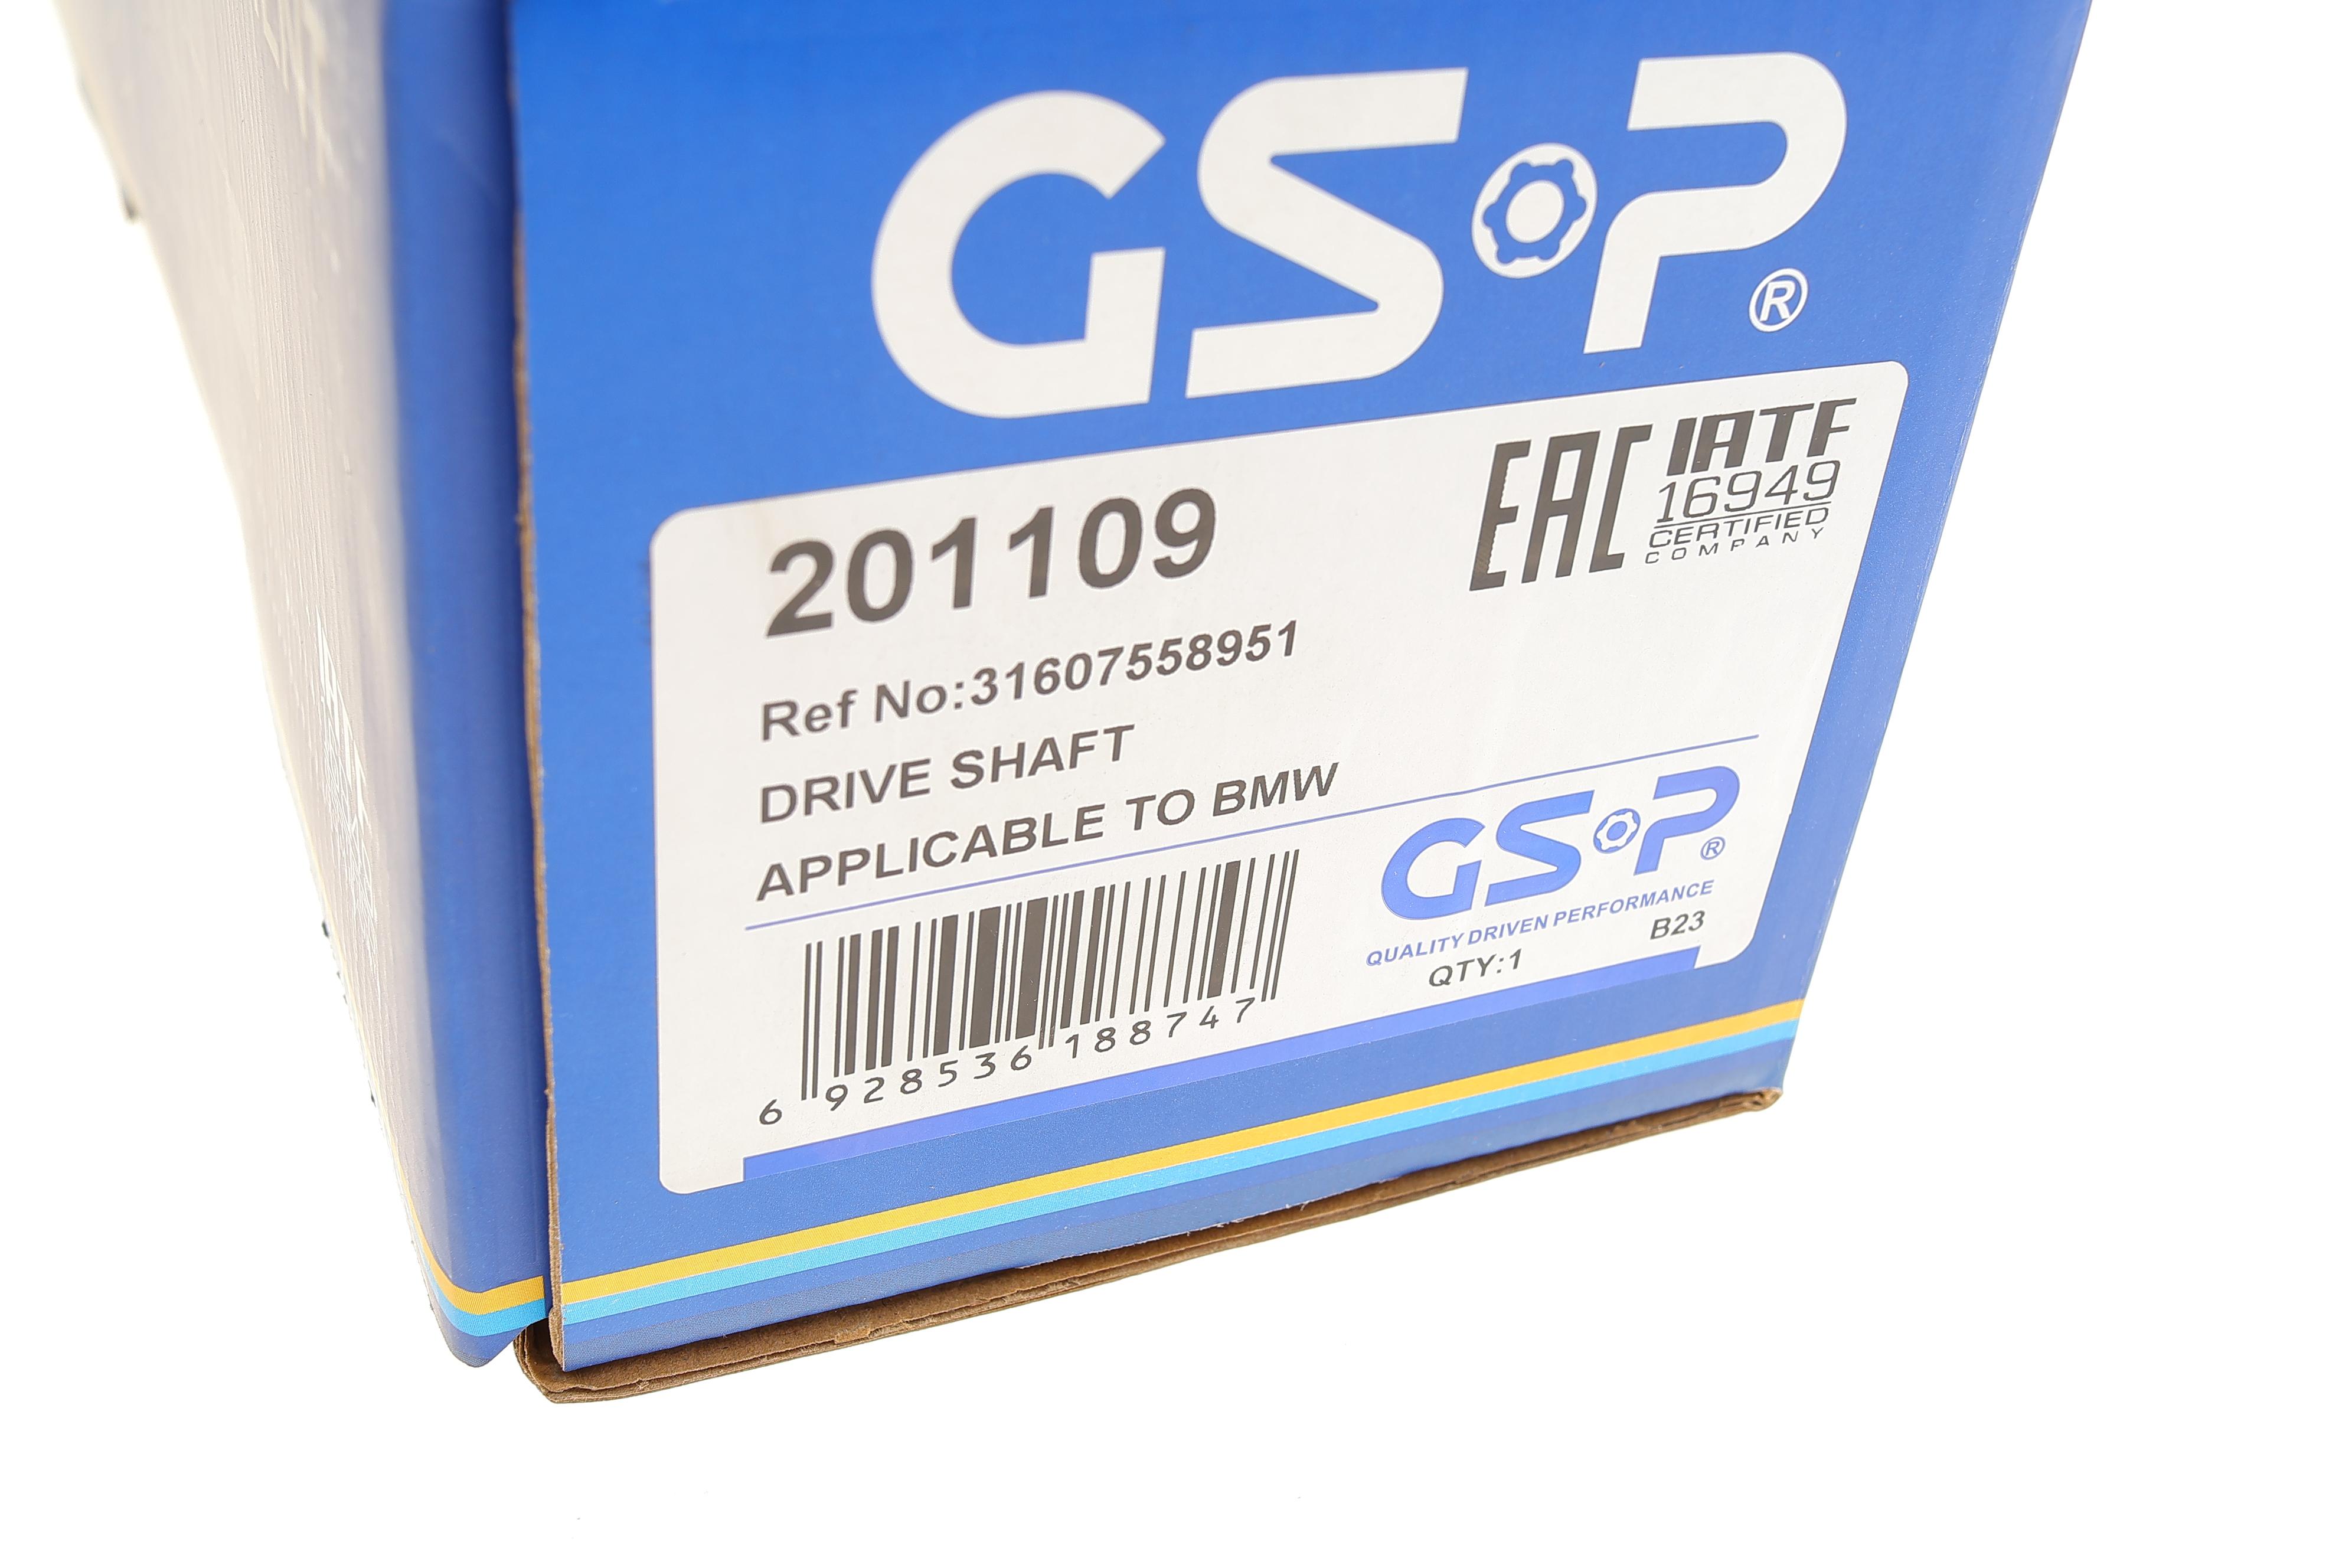 GSP®
EAC
IATF
16949
CERTIFIED
COMPANY
201109
Ref No:31607558951
DRIVE SHAFT
APPLICABLE TO BMW
GSP®
QUALITY DRIVEN PERFORMANCE
QTY:1 B23
6 928536 188747